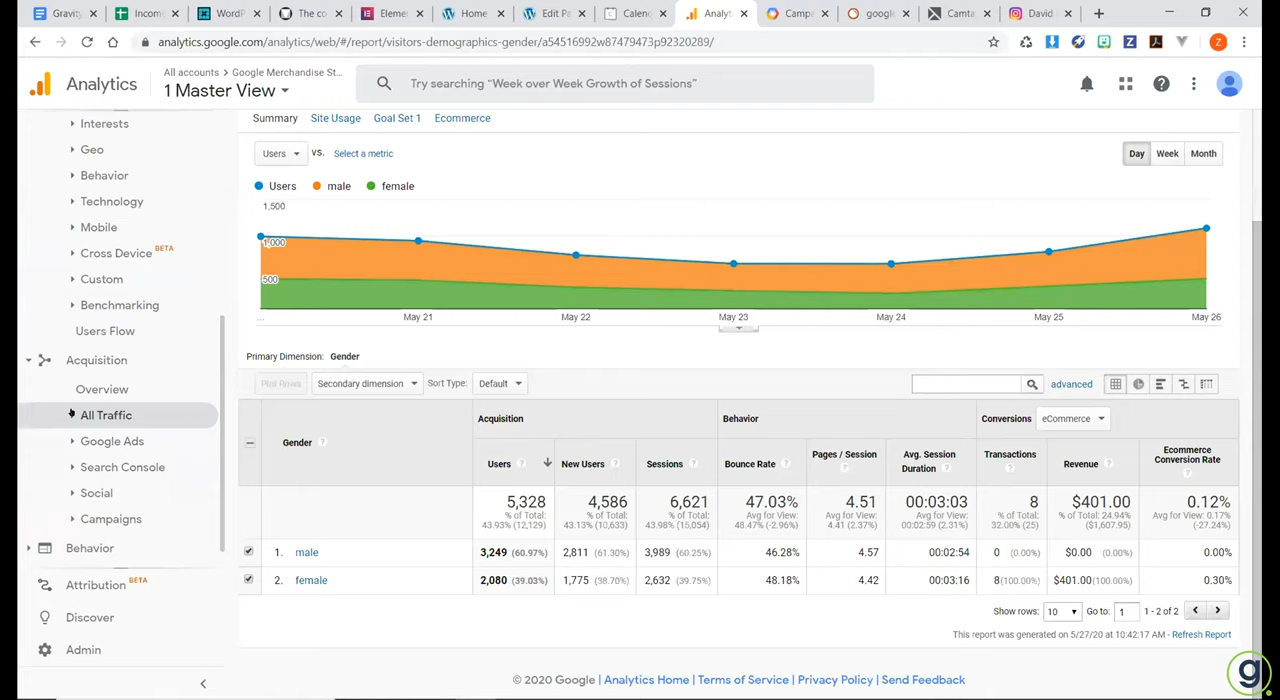 Gravity
Incom
WordP
The co
Eleme
Home
Edit Pa
Calen
Analyt
Campa
google
Camta
David
analytics.google.com/analytics/web/#/report/visitors-demographics-gender/a54516992w87479473p92320289/
Z
Z
Analytics
All accounts > Google Merchandise St...
1 Master View
Try searching “Week over Week Growth of Sessions”
Interests
Geo
Behavior
Technology
Mobile
Cross Device BETA
Custom
Benchmarking
Users Flow
Acquisition
Overview
All Traffic
Google Ads
Search Console
Social
Campaigns
Behavior
Attribution BETA
Discover
Admin
Summary Site Usage Goal Set 1 Ecommerce
Users VS. Select a metric
Day Week Month
Users male female
1,500
1,000
500
... May 21 May 22 May 23 May 24 May 25 May 26
Primary Dimension: Gender
Plot Rows Secondary dimension Sort Type: Default advanced
Gender ?
Acquisition Behavior Conversions eCommerce
Users ? New Users ? Sessions ? Bounce Rate ? Pages / Session ? Avg. Session Duration ? Transactions ? Revenue ? Ecommerce Conversion Rate ?
5,328 4,586 6,621 47.03% 4.51 00:03:03 8 $401.00 0.12%
% of Total: % of Total: % of Total: Avg for View: Avg for View: Avg for View: % of Total: % of Total: 24.94% Avg for View: 0.17%
43.93% (12,129) 43.13% (10,633) 43.98% (15,054) 48.47% (-2.96%) 4.41 (2.37%) 00:02:59 (2.31%) 32.00% (25) ($1,607.95) (-27.24%)
1. male 3,249 (60.97%) 2,811 (61.30%) 3,989 (60.25%) 46.28% 4.57 00:02:54 0 (0.00%) $0.00 (0.00%) 0.00%
2. female 2,080 (39.03%) 1,775 (38.70%) 2,632 (39.75%) 48.18% 4.42 00:03:16 8(100.00%) $401.00(100.00%) 0.30%
Show rows: 10 Go to: 1 1 - 2 of 2
This report was generated on 5/27/20 at 10:42:17 AM - Refresh Report
© 2020 Google | Analytics Home | Terms of Service | Privacy Policy | Send Feedback
g